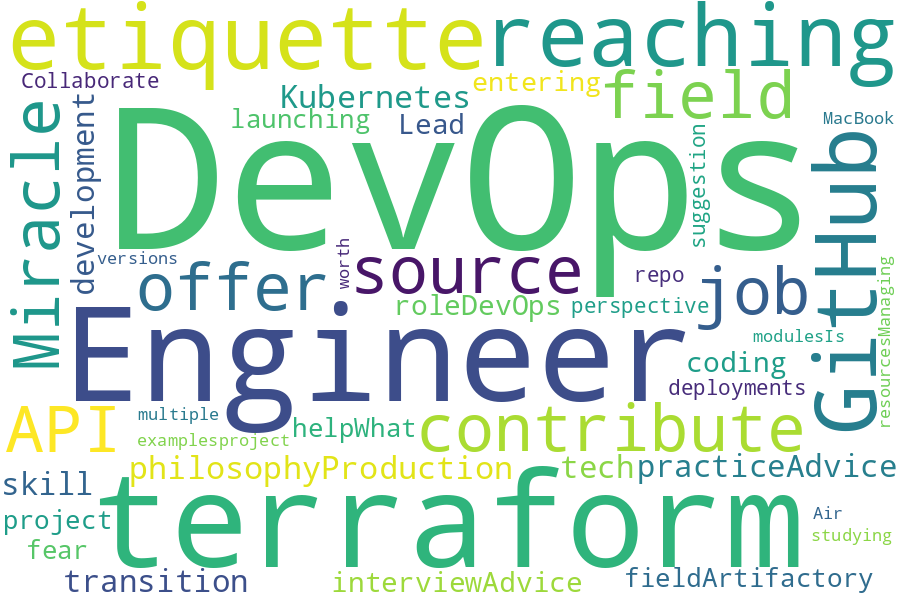 etiquette
reaching
Collaborate
entering
field
Kubernetes
launching
Lead
MacBook
Miracle
development
DevOps
suggestion
GitHub
versions
worth
offer
source
repo
job
roleDevOps
perspective
resourcesManaging
Engineer
modulesIs
coding
deployments
API
multiple
helpWhat
contribute
examplesproject
philosophyProduction
tech
practiceAdvice
skill
terraform
project
Air
fear
studying
transition
interviewAdvice
fieldArtifactory